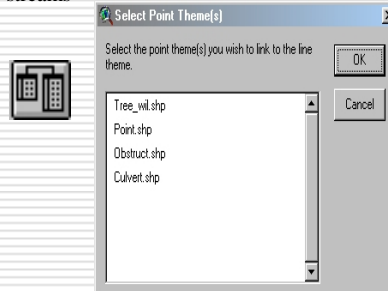 Select Point Theme(s)
Select the point theme(s) you wish to link to the line
theme.
OK
Cancel
Tree_wil.shp
Point.shp
Obstruct.shp
Culvert.shp